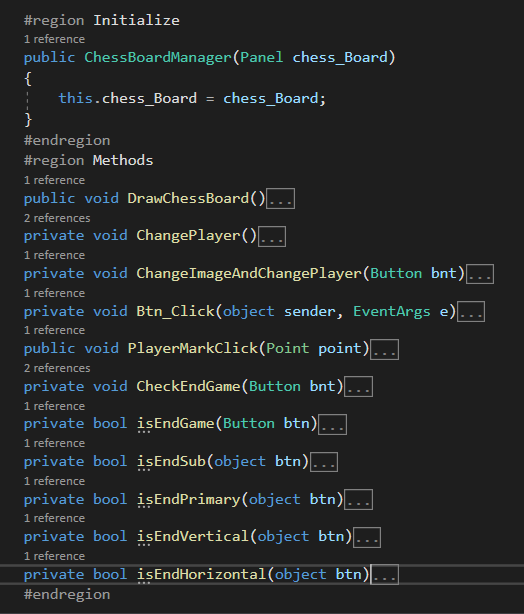 #region Initialize
1 reference
public ChessBoardManager(Panel chess_Board)
{
this.chess_Board = chess_Board;
}
#endregion
#region Methods
1 reference
public void DrawChessBoard()...
2 references
private void ChangePlayer()...
1 reference
private void ChangeImageAndChangePlayer(Button bnt)...
1 reference
private void Btn_Click(object sender, EventArgs e)...
1 reference
public void PlayerMarkClick(Point point)...
2 references
private void CheckEndGame(Button bnt)...
1 reference
private bool isEndGame(Button btn)...
1 reference
private bool isEndSub(object btn)...
1 reference
private bool isEndPrimary(object btn)...
1 reference
private bool isEndVertical(object btn)...
1 reference
private bool isEndHorizontal(object btn)...
#endregion